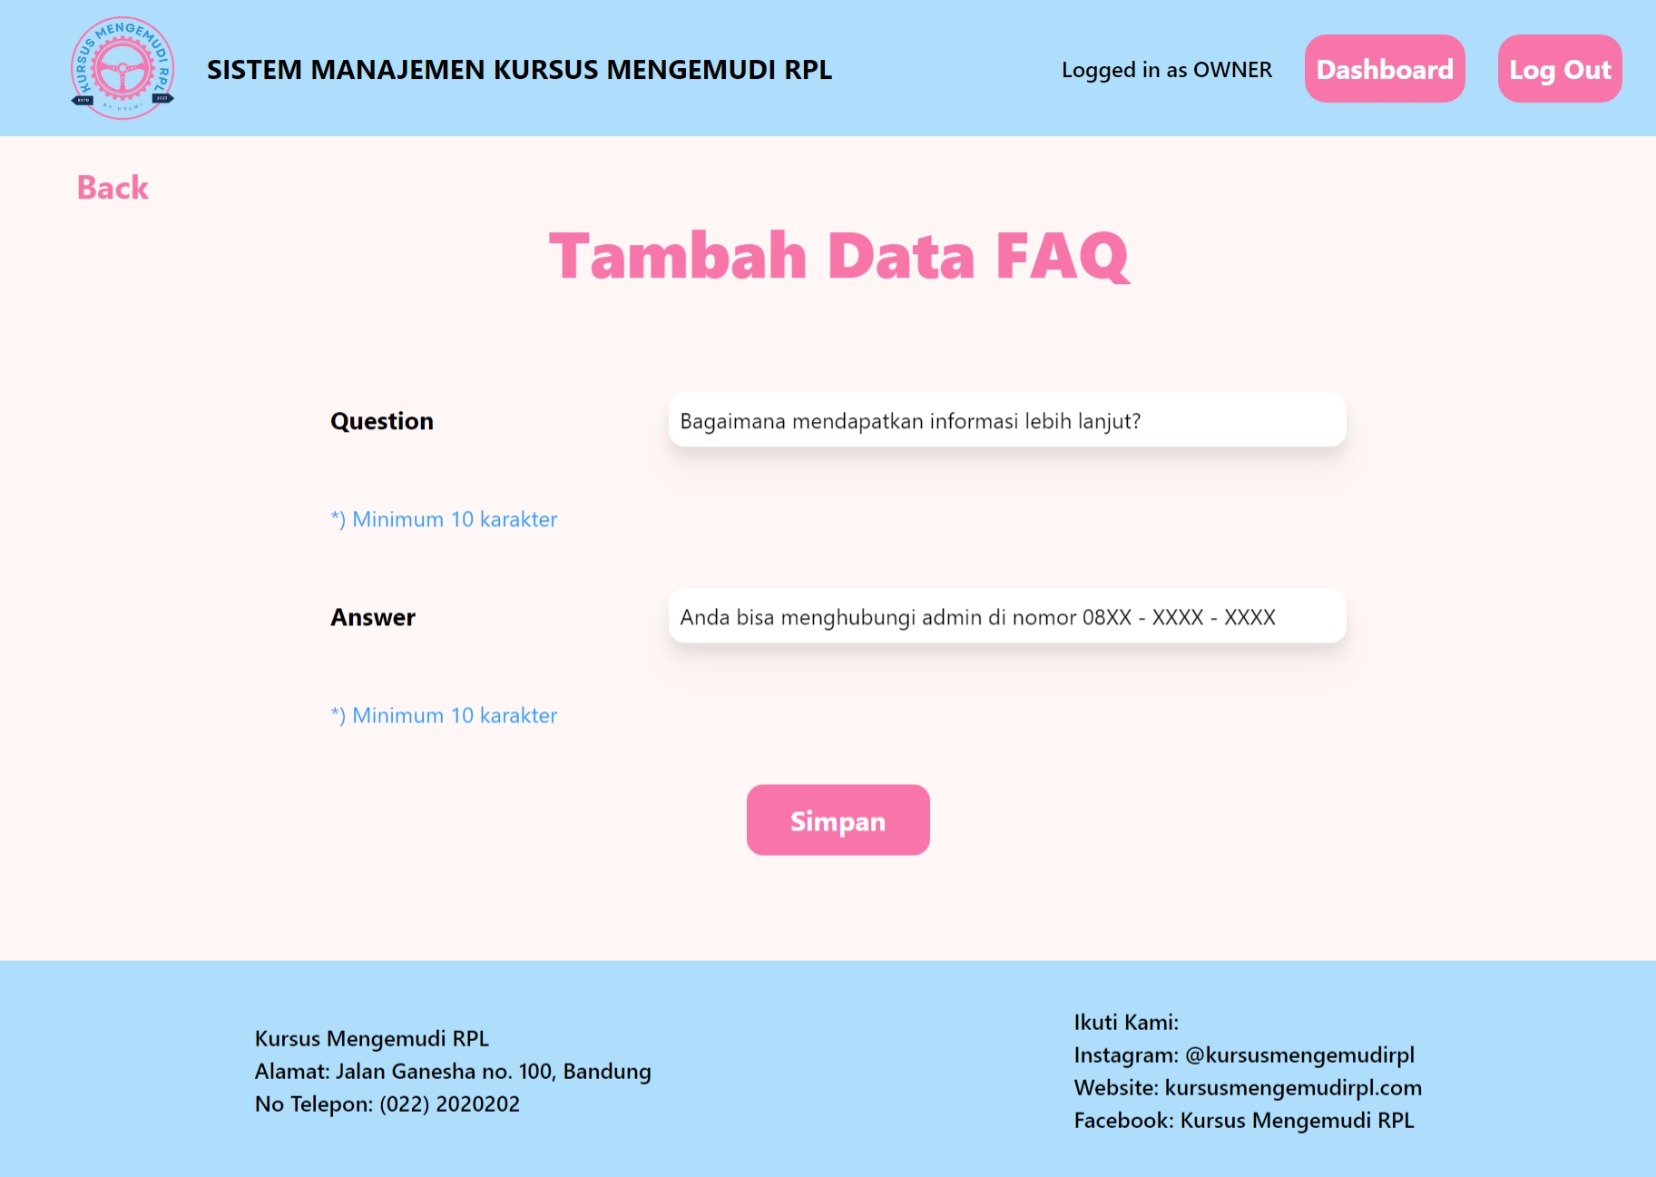 KURSUS MENGEMUDI RPL
BY HELMI
SISTEM MANAJEMEN KURSUS MENGEMUDI RPL
Logged in as OWNER
Dashboard
Log Out
Back
Tambah Data FAQ
Question
Bagaimana mendapatkan informasi lebih lanjut?
*) Minimum 10 karakter
Answer
Anda bisa menghubungi admin di nomor 08XX - XXXX - XXXX
*) Minimum 10 karakter
Simpan
Kursus Mengemudi RPL
Alamat: Jalan Ganesha no. 100, Bandung
No Telepon: (022) 2020202
Ikuti Kami:
Instagram: @kursusmengemudirpl
Website: kursusmengemudirpl.com
Facebook: Kursus Mengemudi RPL